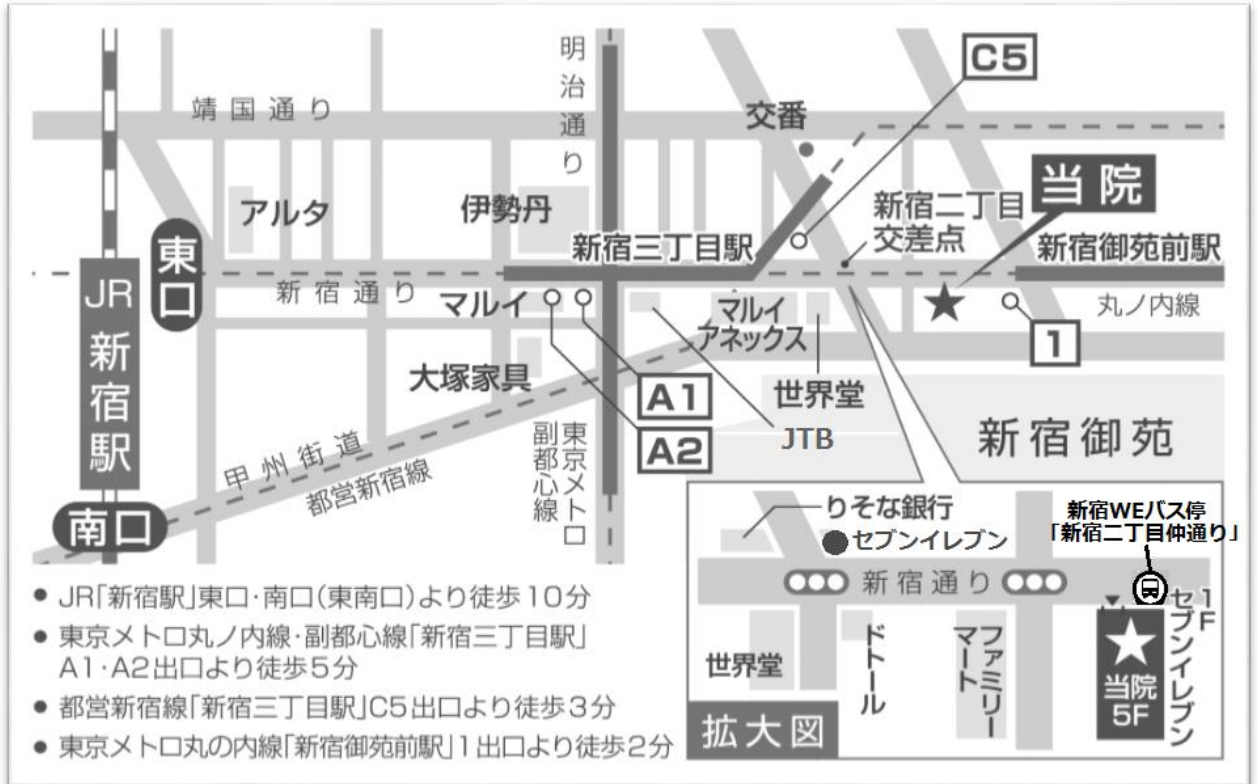 明治通り
C5
靖国通り
交番
当院
アルタ
伊勢丹
新宿二丁目
交差点
東口
新宿三丁目駅
新宿御苑前駅
JR新宿駅
新宿通り
マルイ
マルイ
アネックス
丸ノ内線
1
大塚家具
A1
世界堂
A2
JTB
新宿御苑
甲州街道
都営新宿線
東京メトロ
副都心線
南口
りそな銀行
セブンイレブン
新宿WEバス停
「新宿二丁目仲通り」
新宿通り
1F
セブンイレブン
世界堂
ドトール
ファミリー
マート
当院
5F
拡大図
● JR「新宿駅」東口・南口(東南口)より徒歩10分
● 東京メトロ丸ノ内線・副都心線「新宿三丁目駅」
A1・A2出口より徒歩5分
● 都営新宿線「新宿三丁目駅」C5出口より徒歩3分
● 東京メトロ丸の内線「新宿御苑前駅」1出口より徒歩2分